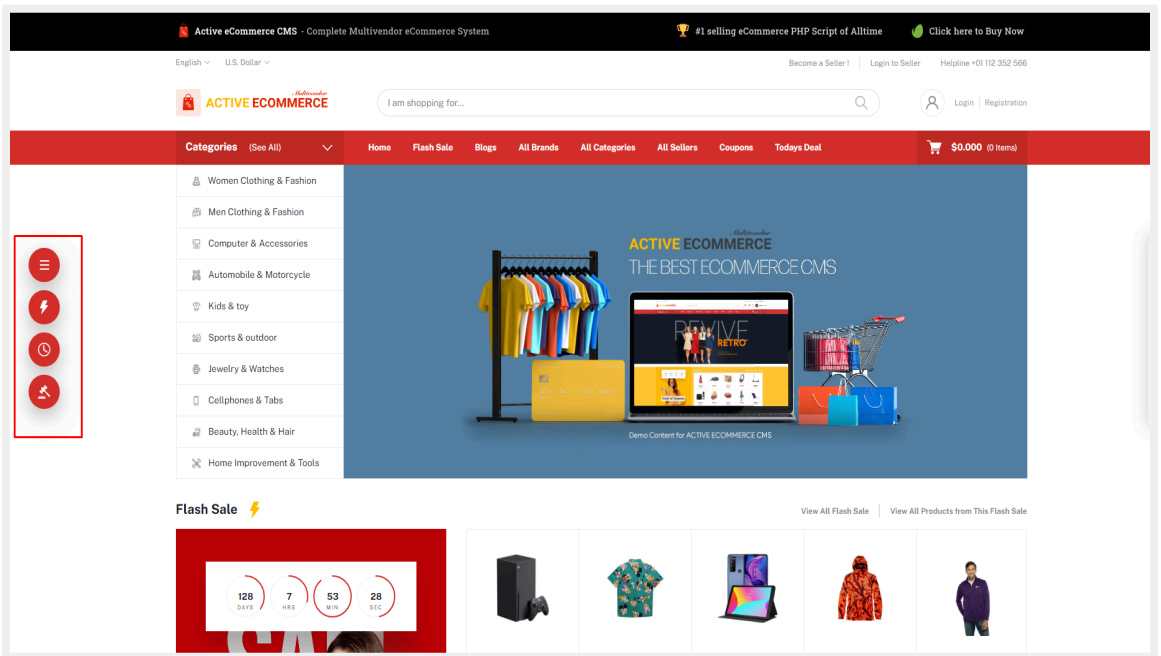 Active eCommerce CMS - Complete Multivendor eCommerce System
#1 selling eCommerce PHP Script of Alltime
Click here to Buy Now
English
U.S. Dollar
Become a Seller !
Login to Seller
Helpline +01 112 352 566
Multivendor
ACTIVE ECOMMERCE
I am shopping for...
Login
Registration
Categories (See All)
Home
Flash Sale
Blogs
All Brands
All Categories
All Sellers
Coupons
Todays Deal
$0.000 (0 Items)
Women Clothing & Fashion
Men Clothing & Fashion
Computer & Accessories
Automobile & Motorcycle
Kids & toy
Sports & outdoor
Jewelry & Watches
Cellphones & Tabs
Beauty, Health & Hair
Home Improvement & Tools
Multivendor
ACTIVE ECOMMERCE
THE BEST ECOMMERCE CMS
REVIVE
RETRO
Demo Content for ACTIVE ECOMMERCE CMS
Flash Sale
View All Flash Sale
View All Products from This Flash Sale
128 7 53 28
DAYS HRS MIN SEC
SALE